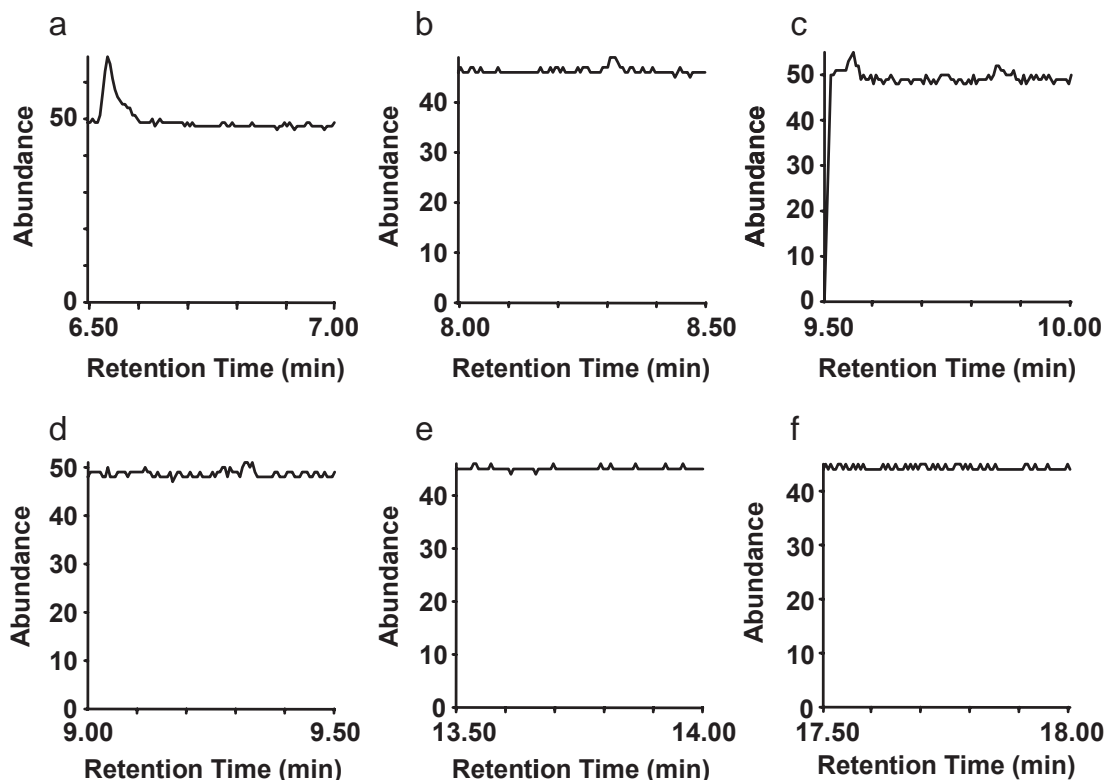 a
Abundance
50
0
6.50 7.00
Retention Time (min)
b
Abundance
40
30
20
10
0
8.00 8.50
Retention Time (min)
c
Abundance
50
40
30
20
10
0
9.50 10.00
Retention Time (min)
d
Abundance
50
40
30
20
10
0
9.00 9.50
Retention Time (min)
e
Abundance
40
30
20
10
0
13.50 14.00
Retention Time (min)
f
Abundance
40
30
20
10
0
17.50 18.00
Retention Time (min)